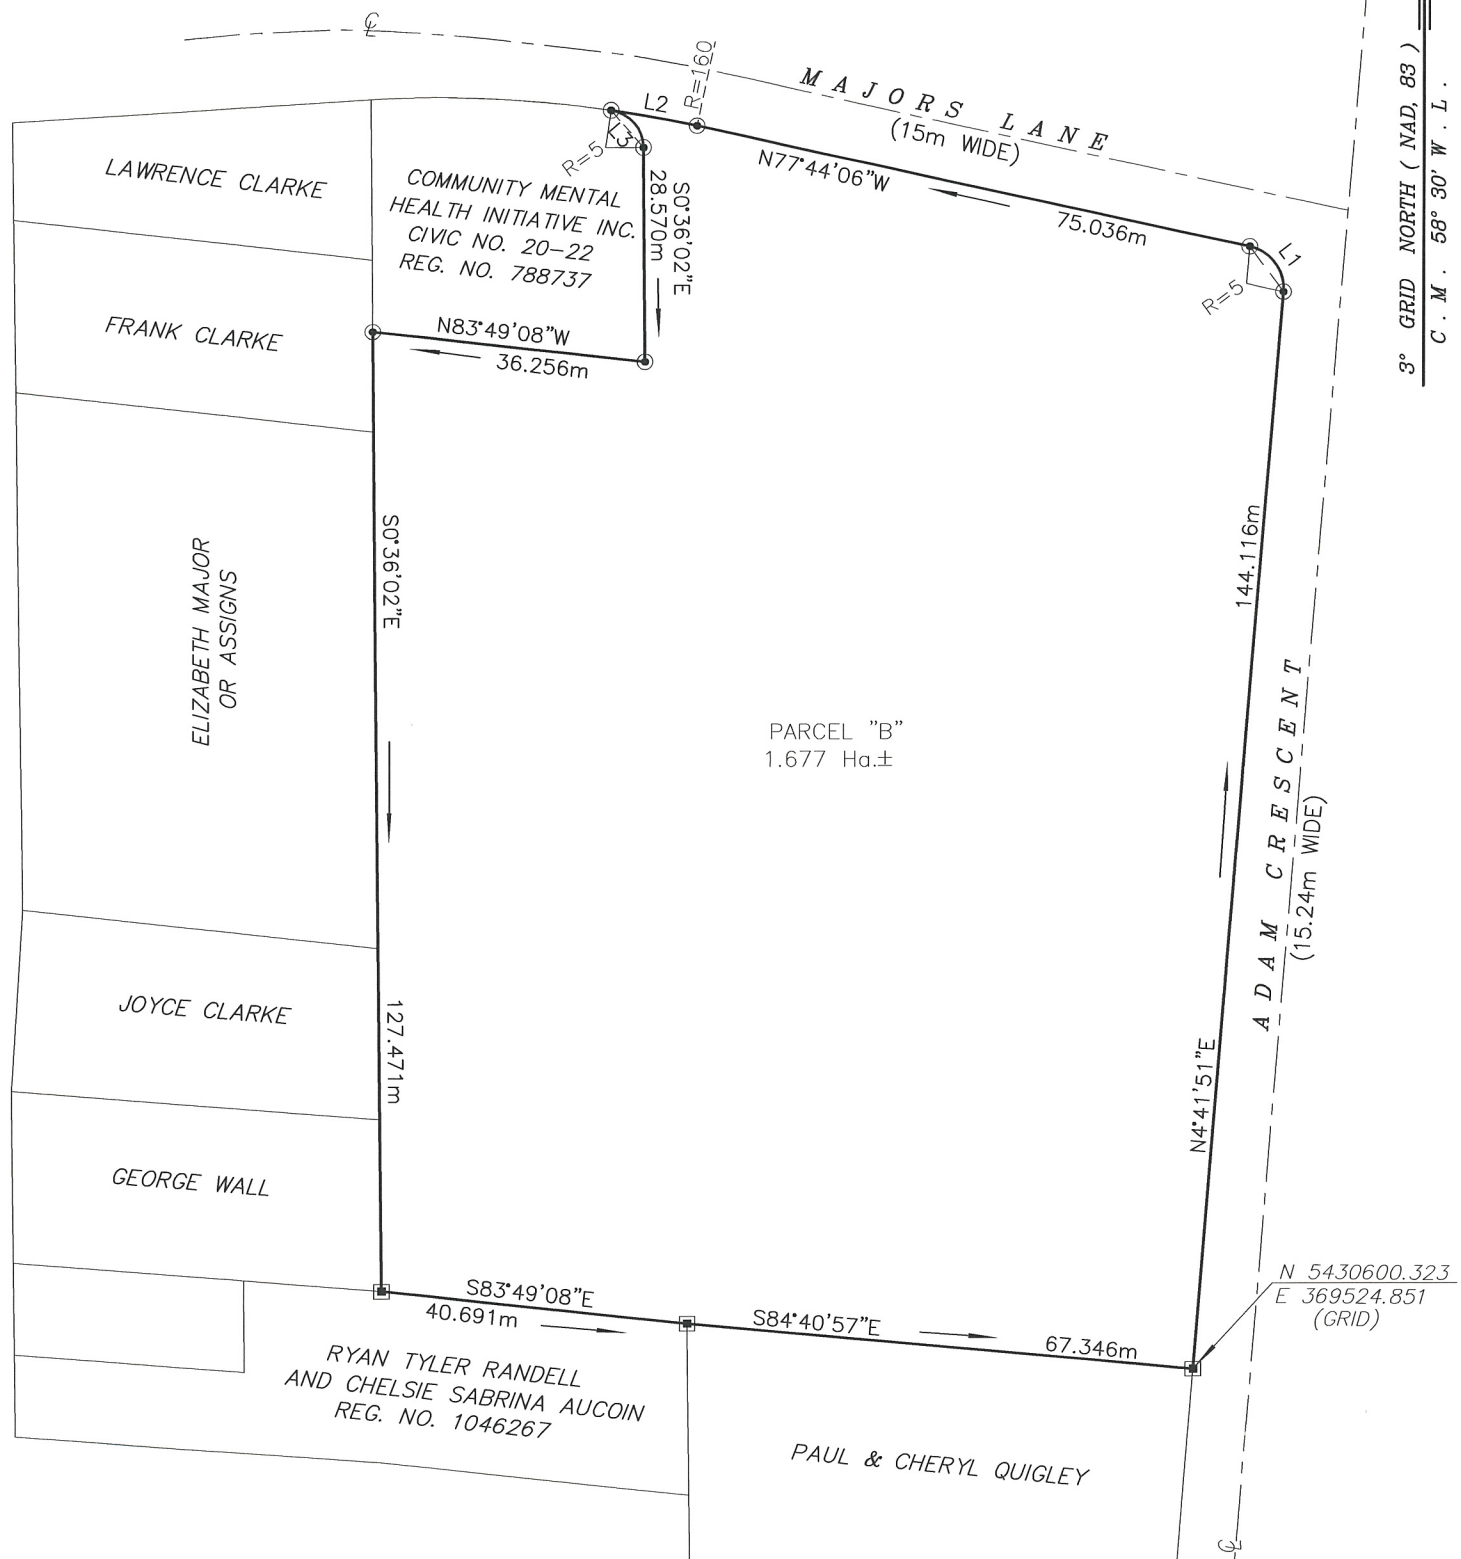 ℄
MAJORS LANE
(15m WIDE)
R=160
L2
L3
R=5
N77°44'06"W
75.036m
L1
R=5
3° GRID NORTH ( NAD, 83 )
C . M . 58° 30' W . L .
LAWRENCE CLARKE
COMMUNITY MENTAL
HEALTH INITIATIVE INC.
CIVIC NO. 20-22
REG. NO. 788737
S0°36'02"E
28.570m
FRANK CLARKE
N83°49'08"W
36.256m
S0°36'02"E
127.471m
ELIZABETH MAJOR
OR ASSIGNS
PARCEL "B"
1.677 Ha.±
144.116m
N4°41'51"E
ADAM CRESCENT
(15.24m WIDE)
JOYCE CLARKE
GEORGE WALL
S83°49'08"E
40.691m
S84°40'57"E
67.346m
N 5430600.323
E 369524.851
(GRID)
RYAN TYLER RANDELL
AND CHELSIE SABRINA AUCOIN
REG. NO. 1046267
PAUL & CHERYL QUIGLEY
℄